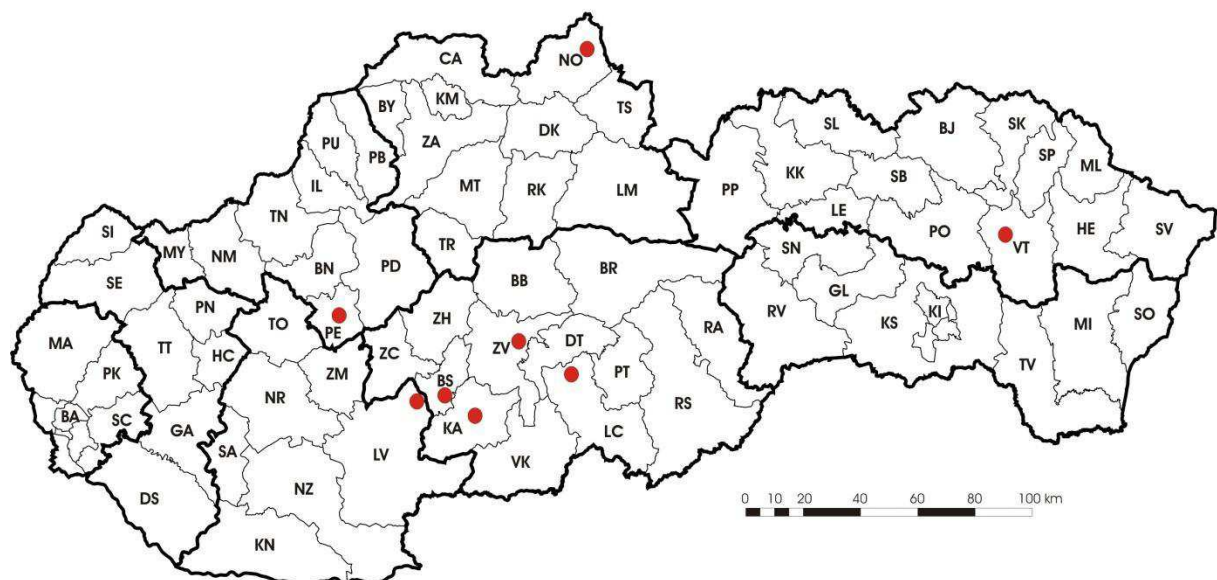 CA
NO
BY
KM
TS
PU
PB
ZA
DK
IL
MT
RK
LM
TN
PP
SL
BJ
SK
SP
ML
KK
SB
LE
PO
VT
HE
SV
SI
MY
NM
SE
BN
PD
TR
BB
BR
SN
GL
RV
KS
KI
MI
SO
TV
MA
PN
TO
PE
ZH
ZV
DT
RA
TT
HC
ZC
PT
PK
ZM
BS
NR
RS
BA
SC
GA
SA
LV
KA
LC
VK
DS
NZ
KN
0 10 20 40 60 80 100 km